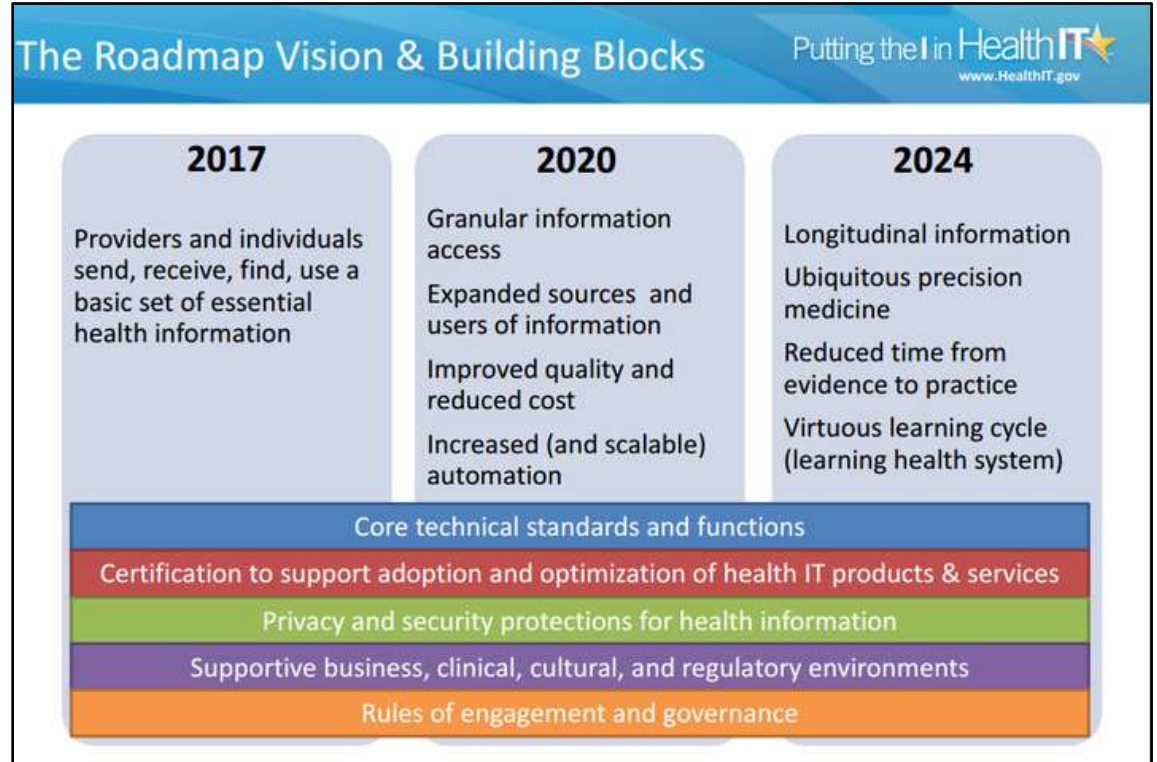 The Roadmap Vision & Building Blocks
Putting the I in HealthIT
www.HealthIT.gov
2017
Providers and individuals
send, receive, find, use a
basic set of essential
health information
2020
Granular information
access
Expanded sources and
users of information
Improved quality and
reduced cost
Increased (and scalable)
automation
2024
Longitudinal information
Ubiquitous precision
medicine
Reduced time from
evidence to practice
Virtuous learning cycle
(learning health system)
Core technical standards and functions
Certification to support adoption and optimization of health IT products & services
Privacy and security protections for health information
Supportive business, clinical, cultural, and regulatory environments
Rules of engagement and governance